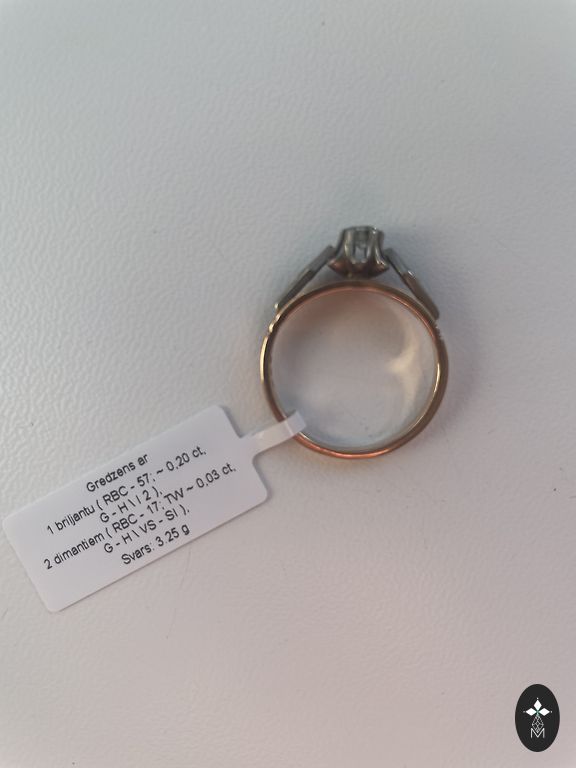 Gredzens ar
1 briljantu ( RBC - 57; ~ 0,20 ct,
G - H \ I 2 ),
2 dimantiem ( RBC - 17; TW ~ 0,03 ct,
G - H \ VS - SI ).
Svars: 3.25 g
M